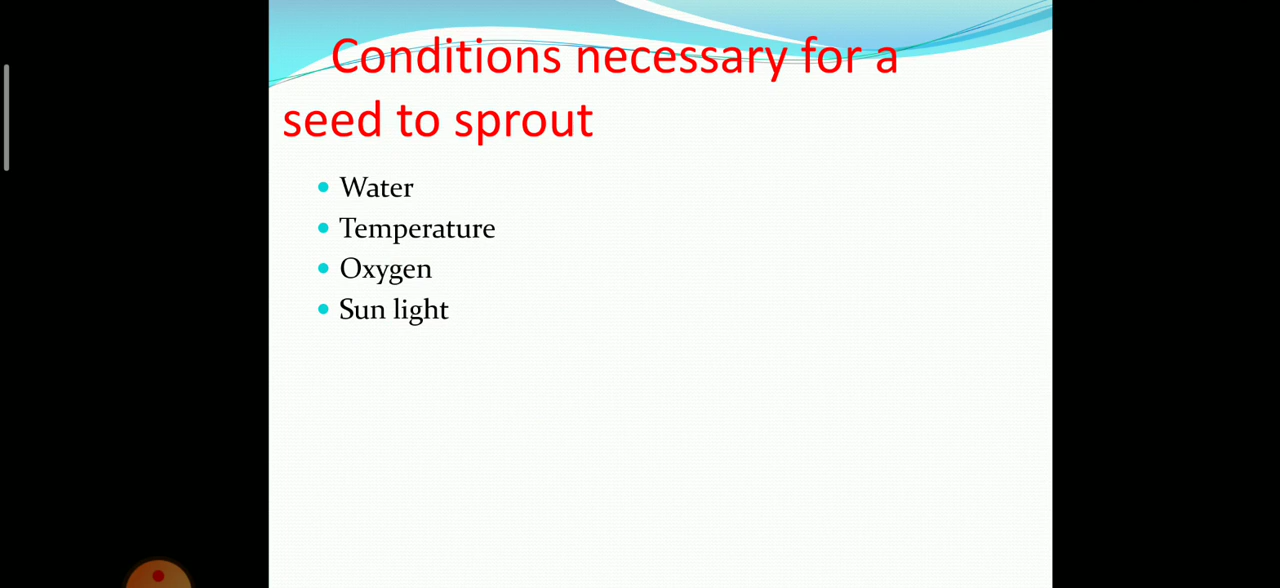 Conditions necessary for a
seed to sprout
Water
Temperature
Oxygen
Sun light